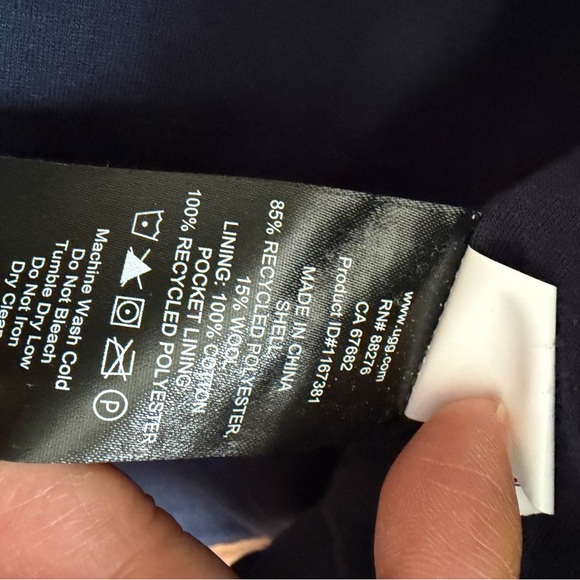 www.ugg.com
RN# 88276
CA 67682
Product ID#1167381
MADE IN CHINA
SHELL:
85% RECYCLED POLYESTER,
15% WOOL
LINING: 100% COTTON
POCKET LINING:
100% RECYCLED POLYESTER
P
Machine Wash Cold
Do Not Bleach
Tumble Dry Low
Do Not Iron
Dry Clean